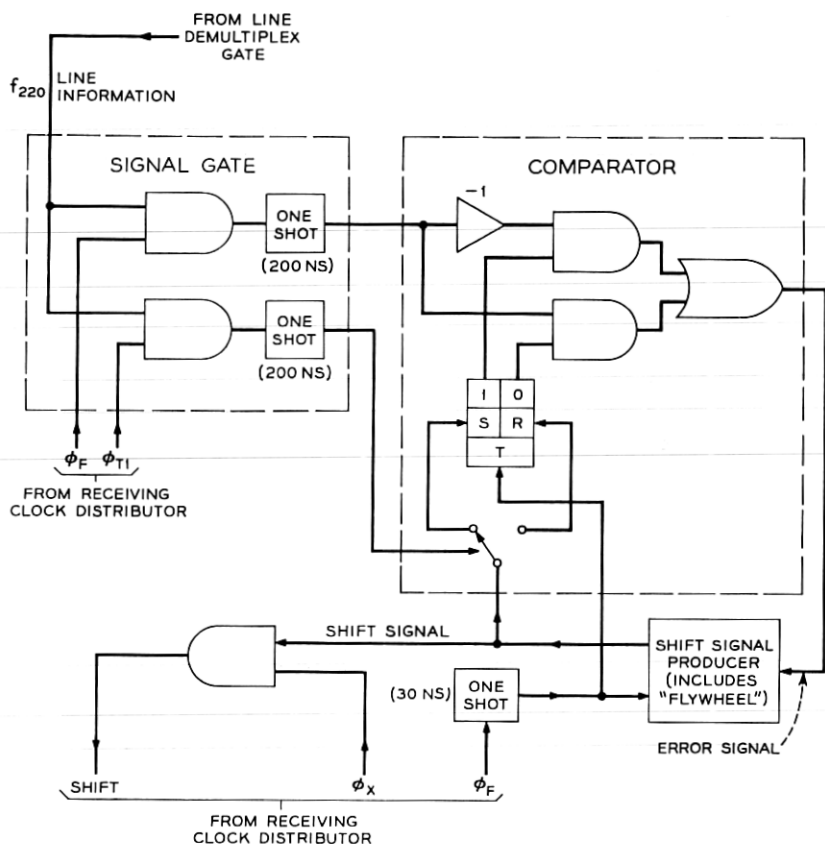 FROM LINE
DEMULTIPLEX
GATE
f220 LINE
INFORMATION
SIGNAL GATE
COMPARATOR
-1
ONE
SHOT
(200 NS)
ONE
SHOT
(200 NS)
1 0
S R
T
ϕF ϕT1
FROM RECEIVING
CLOCK DISTRIBUTOR
SHIFT SIGNAL
SHIFT SIGNAL
PRODUCER
(INCLUDES
"FLYWHEEL")
(30 NS)
ONE
SHOT
ERROR SIGNAL
SHIFT
ϕX
ϕF
FROM RECEIVING
CLOCK DISTRIBUTOR